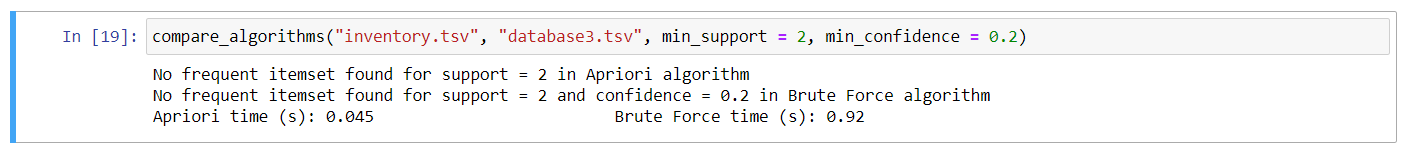 In [19]: compare_algorithms("inventory.tsv", "database3.tsv", min_support = 2, min_confidence = 0.2)
No frequent itemset found for support = 2 in Apriori algorithm
No frequent itemset found for support = 2 and confidence = 0.2 in Brute Force algorithm
Apriori time (s): 0.045 Brute Force time (s): 0.92